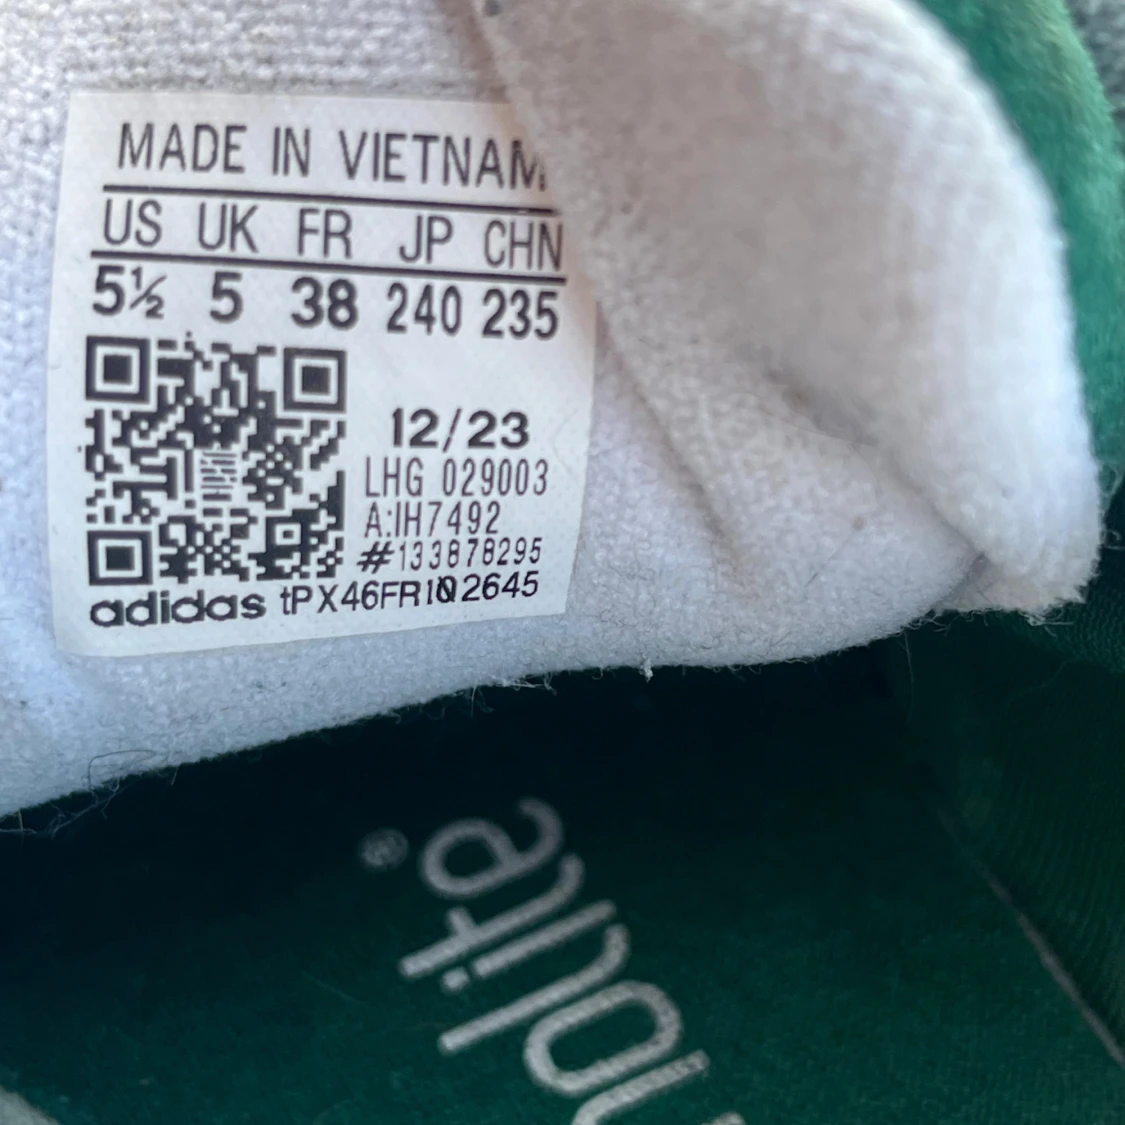 MADE IN VIETNAM
US UK FR JP CHN
5½ 5 38 240 235
12/23
LHG 029003
A:IH7492
#133878295
adidas tPX46FR102645
Ortholite®